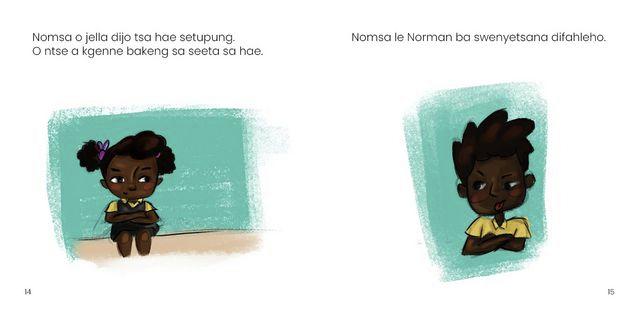 Nomsa o jella dijo tsa hae setupung.
O ntse a kgenne bakeng sa seeta sa hae.
Nomsa le Norman ba swenyetsana difahleho.
14
15